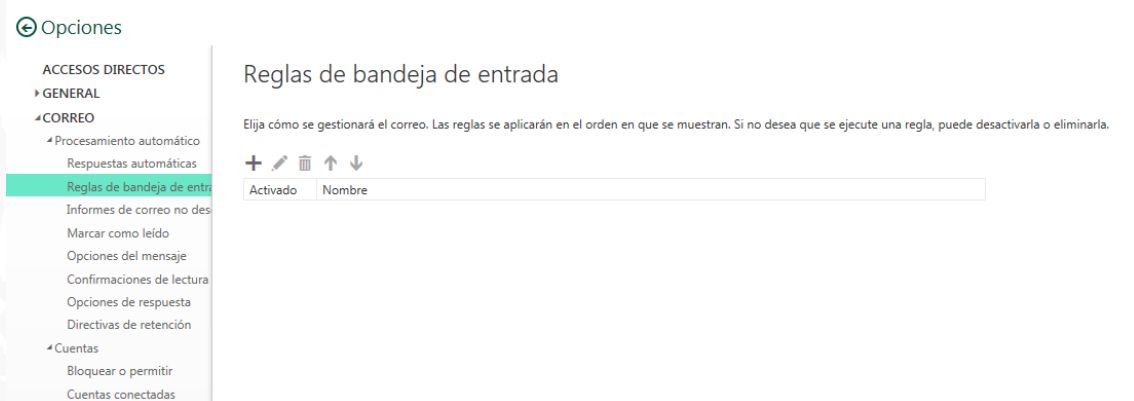 Opciones
ACCESOS DIRECTOS
GENERAL
CORREO
Procesamiento automático
Respuestas automáticas
Reglas de bandeja de entra
Informes de correo no des
Marcar como leído
Opciones del mensaje
Confirmaciones de lectura
Opciones de respuesta
Directivas de retención
Cuentas
Bloquear o permitir
Cuentas conectadas
Reglas de bandeja de entrada
Elija cómo se gestionará el correo. Las reglas se aplicarán en el orden en que se muestran. Si no desea que se ejecute una regla, puede desactivarla o eliminarla.
Activado Nombre